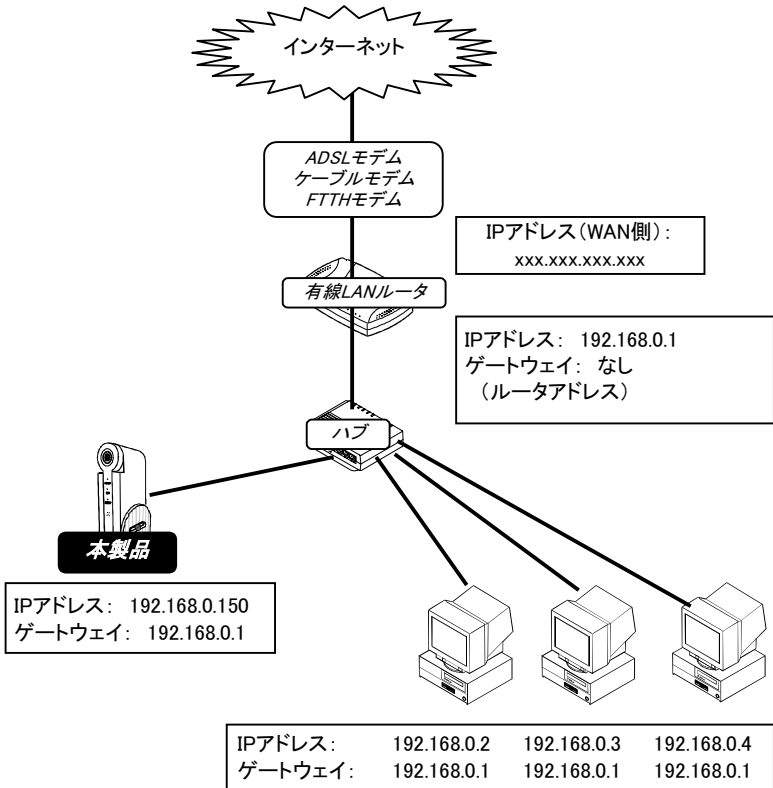 インターネット
ADSLモデム
ケーブルモデム
FTTHモデム
IPアドレス(WAN側):
xxx.xxx.xxx.xxx
有線LANルータ
IPアドレス: 192.168.0.1
ゲートウェイ: なし
(ルータアドレス)
ハブ
本製品
IPアドレス: 192.168.0.150
ゲートウェイ: 192.168.0.1
IPアドレス: 192.168.0.2 192.168.0.3 192.168.0.4
ゲートウェイ: 192.168.0.1 192.168.0.1 192.168.0.1